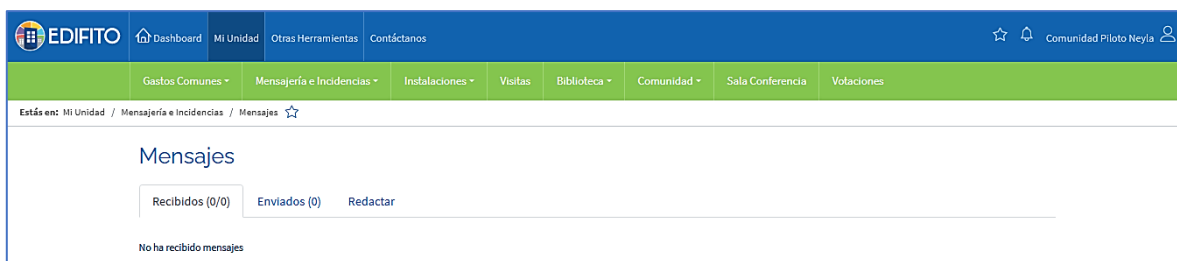 EDIFITO Dashboard Mi Unidad Otras Herramientas Contáctanos Comunidad Piloto Neyla
Gastos Comunes Mensajería e Incidencias Instalaciones Visitas Biblioteca Comunidad Sala Conferencia Votaciones
Estás en: Mi Unidad / Mensajería e Incidencias / Mensajes
Mensajes
Recibidos (0/0) Enviados (0) Redactar
No ha recibido mensajes